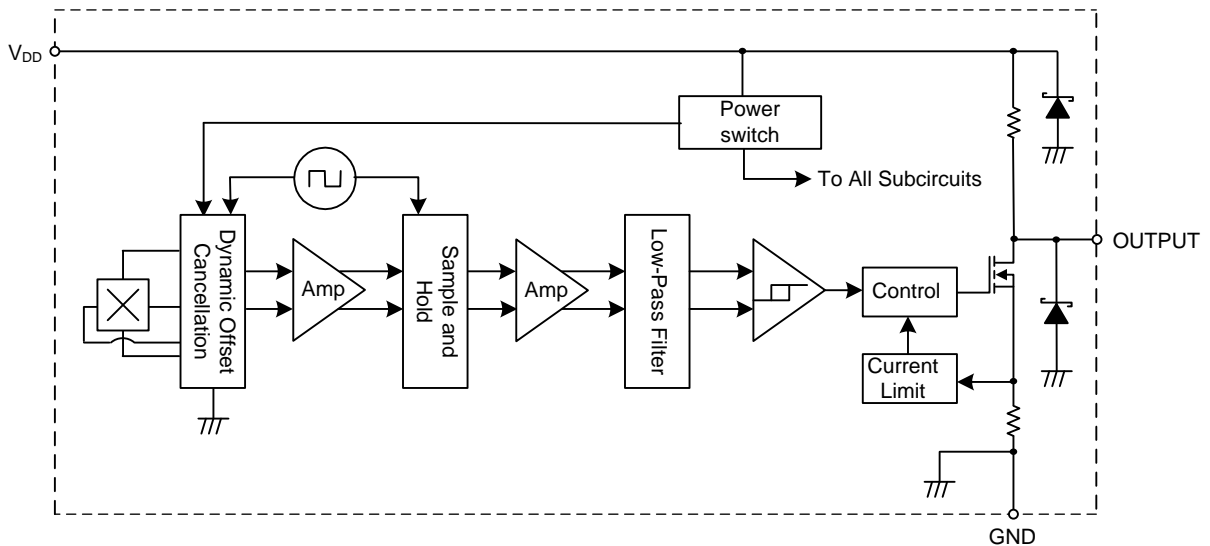 VDD
Power
switch
To All Subcircuits
OUTPUT
Dynamic Offset
Cancellation
Amp
Sample and
Hold
Amp
Low-Pass Filter
Control
Current
Limit
GND